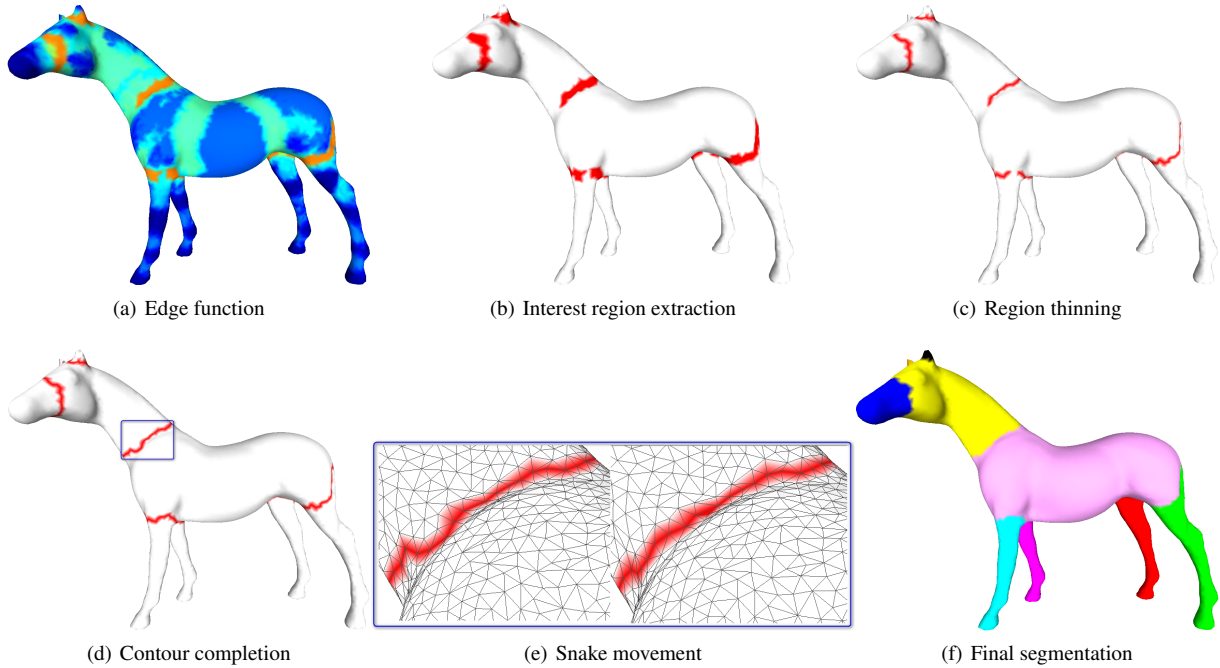 (a) Edge function
(b) Interest region extraction
(c) Region thinning
(d) Contour completion
(e) Snake movement
(f) Final segmentation